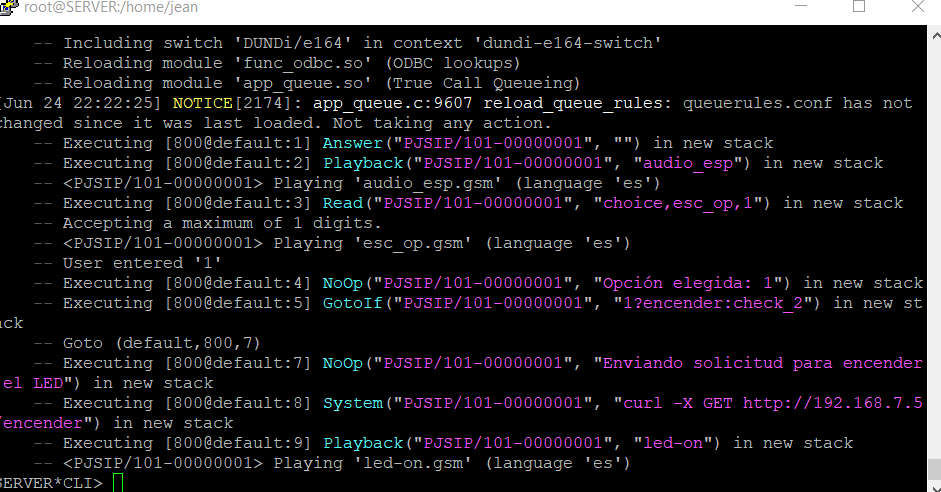 root@SERVER:/home/jean
-- Including switch 'DUNDi/e164' in context 'dundi-e164-switch'
-- Reloading module 'func_odbc.so' (ODBC lookups)
-- Reloading module 'app_queue.so' (True Call Queueing)
[Jun 24 22:22:25] NOTICE[2174]: app_queue.c:9607 reload_queue_rules: queuerules.conf has not
changed since it was last loaded. Not taking any action.
-- Executing [800@default:1] Answer("PJSIP/101-00000001", "") in new stack
-- Executing [800@default:2] Playback("PJSIP/101-00000001", "audio_esp") in new stack
-- <PJSIP/101-00000001> Playing 'audio_esp.gsm' (language 'es')
-- Executing [800@default:3] Read("PJSIP/101-00000001", "choice,esc_op,1") in new stack
-- Accepting a maximum of 1 digits.
-- <PJSIP/101-00000001> Playing 'esc_op.gsm' (language 'es')
-- User entered '1'
-- Executing [800@default:4] NoOp("PJSIP/101-00000001", "Opción elegida: 1") in new stack
-- Executing [800@default:5] GotoIf("PJSIP/101-00000001", "1?encender:check_2") in new st
ack
-- Goto (default,800,7)
-- Executing [800@default:7] NoOp("PJSIP/101-00000001", "Enviando solicitud para encender
el LED") in new stack
-- Executing [800@default:8] System("PJSIP/101-00000001", "curl -X GET http://192.168.7.5
/encender") in new stack
-- Executing [800@default:9] Playback("PJSIP/101-00000001", "led-on") in new stack
-- <PJSIP/101-00000001> Playing 'led-on.gsm' (language 'es')
SERVER*CLI>